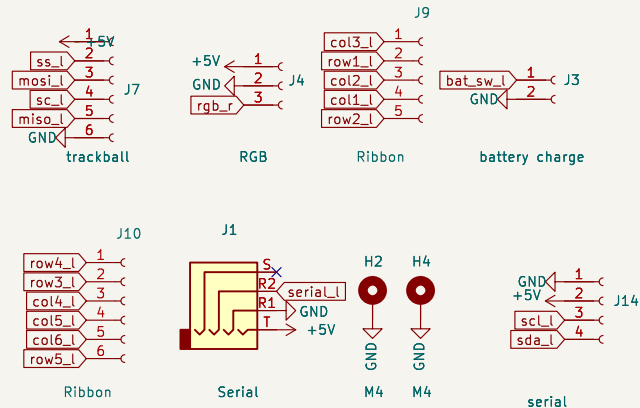 J9
1 +5V
ss_l 2
mosi_l 3
sc_l 4
miso_l 5
GND 6
J7
trackball
+5V 1
GND 2
rgb_r 3
J4
RGB
col3_l 1
row1_l 2
col2_l 3
col1_l 4
row2_l 5
Ribbon
bat_sw_l 1
GND 2
J3
battery charge
J10
row4_l 1
row3_l 2
col4_l 3
col5_l 4
col6_l 5
row5_l 6
Ribbon
J1
S
R2 serial_l
R1 GND
T +5V
Serial
H2
GND
M4
H4
GND
M4
GND 1
+5V 2
scl_l 3
sda_l 4
J14
serial